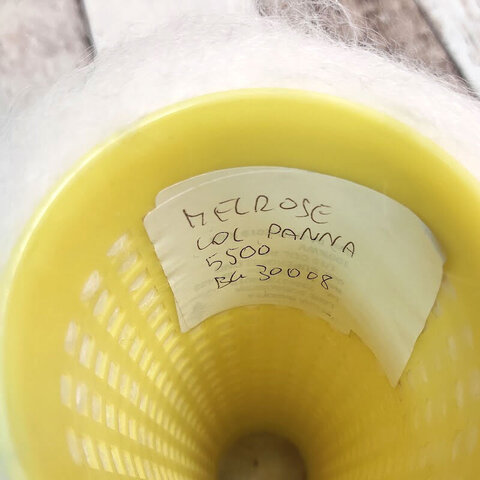 MELROSE
COL PANNA
5500
BG 30008